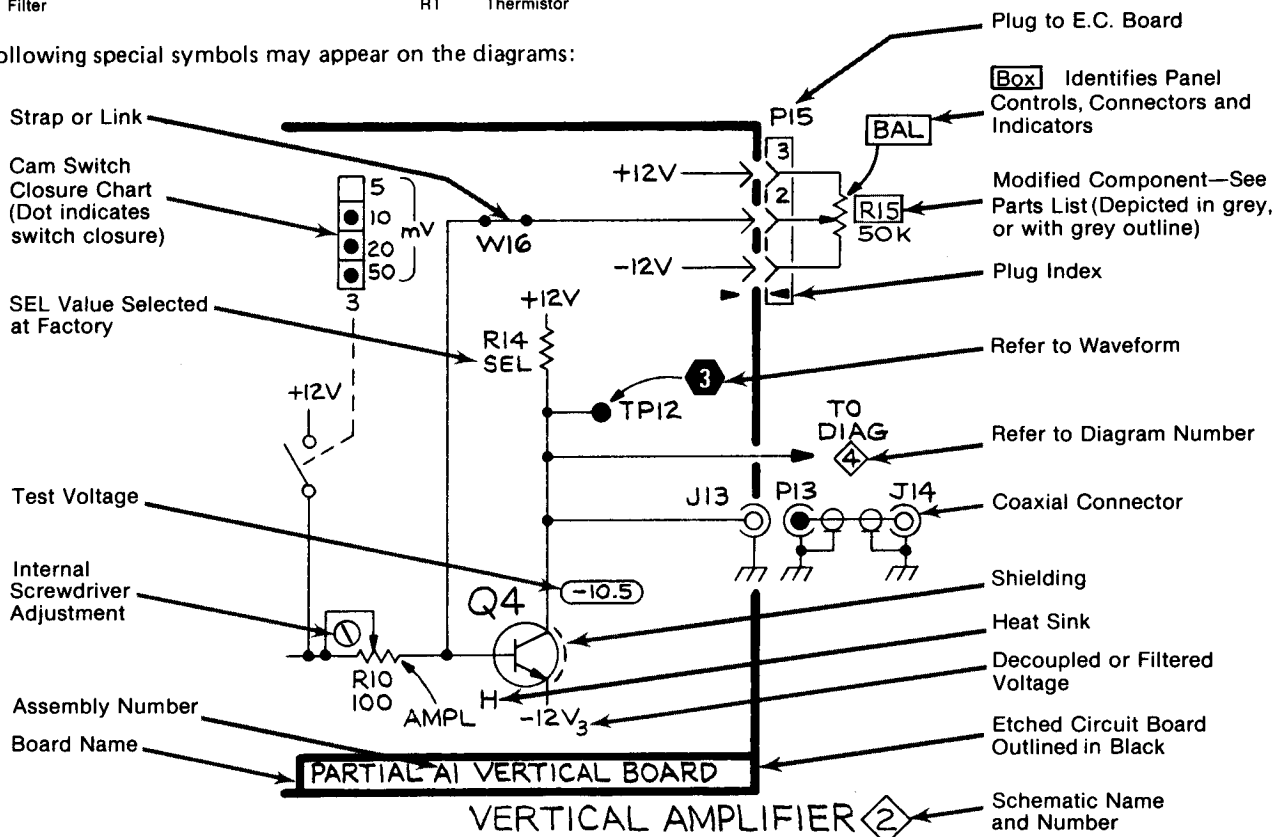 Filter
R1 Thermistor
ollowing special symbols may appear on the diagrams:
Plug to E.C. Board
Box Identifies Panel
Controls, Connectors and
Indicators
Modified Component—See
Parts List (Depicted in grey,
or with grey outline)
Plug Index
Refer to Waveform
Refer to Diagram Number
Coaxial Connector
Shielding
Heat Sink
Decoupled or Filtered
Voltage
Etched Circuit Board
Outlined in Black
Schematic Name
and Number
Strap or Link
Cam Switch
Closure Chart
(Dot indicates
switch closure)
SEL Value Selected
at Factory
Test Voltage
Internal
Screwdriver
Adjustment
Assembly Number
Board Name
P15
BAL
3
2
+12V
-12V
R15
50K
5
10
20
50
mV
3
W16
+12V
R14
SEL
3
TP12
+12V
TO
DIAG
4
J13
P13
J14
-10.5
Q4
R10
100
AMPL
H
-12V3
PARTIAL A1 VERTICAL BOARD
VERTICAL AMPLIFIER 2